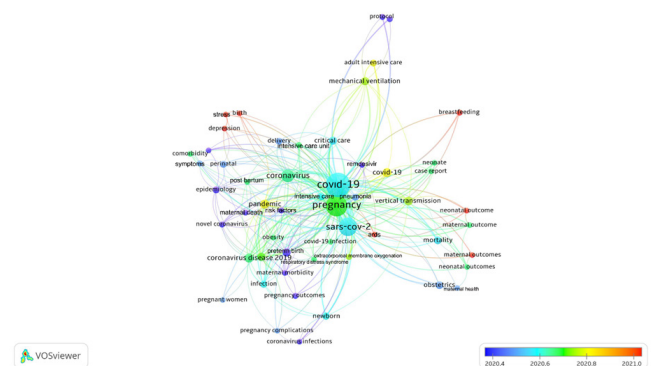 protocol
adult intensive care
mechanical ventilation
stress birth
breastfeeding
depression
delivery
critical care
intensive care unit
comorbidity
symptoms perinatal
remdesivir
neonate
case report
coronavirus
covid-19
post partum
covid-19
epidemiology
intensive care pneumonia
vertical transmission
pandemic
pregnancy
maternal death risk factors
neonatal outcome
novel coronavirus
sars-cov-2
maternal outcome
ards
obesity
covid-19 infection
mortality
preterm birth
extracorporeal membrane oxygenation
maternal outcomes
coronavirus disease 2019
respiratory distress syndrome
neonatal outcomes
maternal morbidity
infection
obstetrics
maternal health
pregnant women
pregnancy outcomes
newborn
pregnancy complications
coronavirus infections
VOSviewer
2020.4 2020.6 2020.8 2021.0